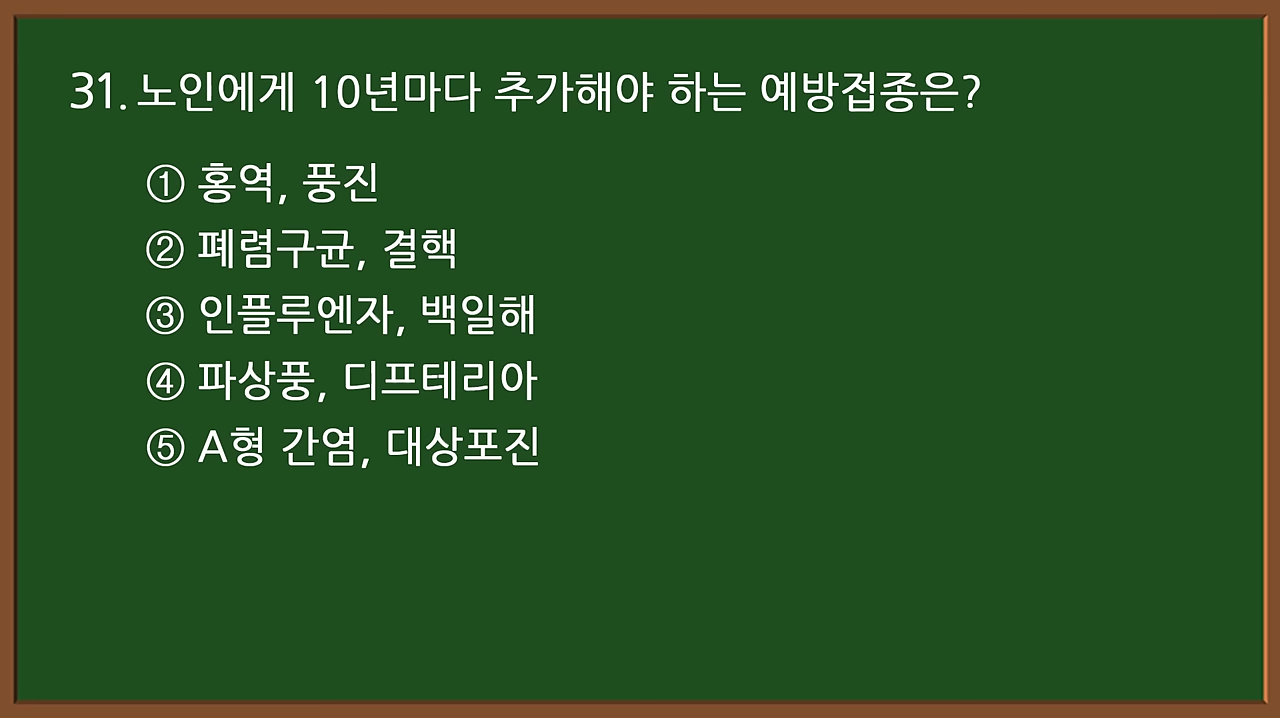 31. 노인에게 10년마다 추가해야 하는 예방접종은?
① 홍역, 풍진
② 폐렴구균, 결핵
③ 인플루엔자, 백일해
④ 파상풍, 디프테리아
⑤ A형 간염, 대상포진